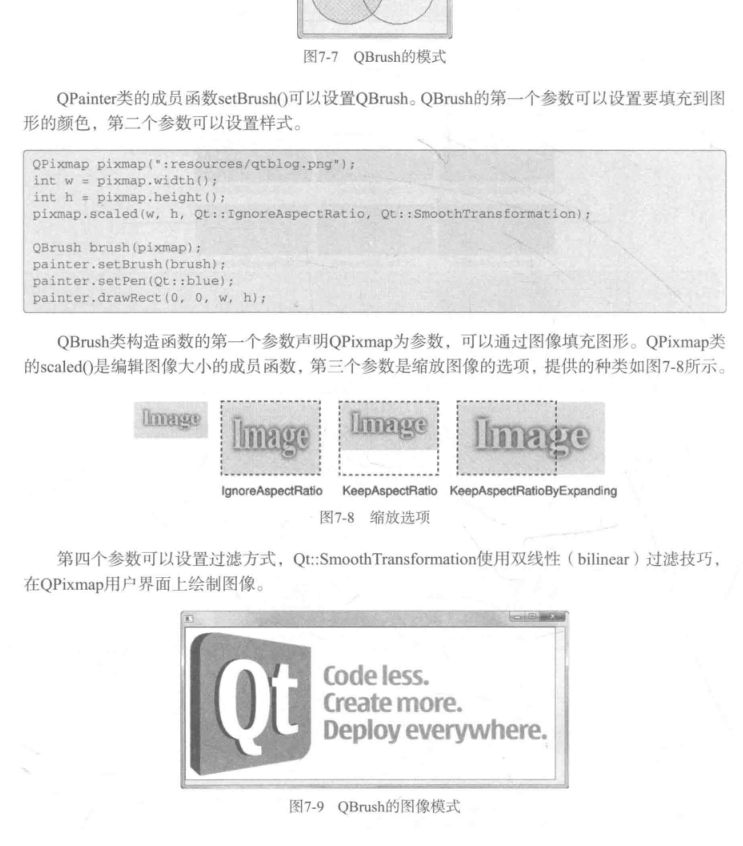 图7-7 QBrush的模式
QPainter类的成员函数setBrush()可以设置QBrush。QBrush的第一个参数可以设置要填充到图
形的颜色，第二个参数可以设置样式。
QPixmap pixmap(":resources/qtblog.png");
int w = pixmap.width();
int h = pixmap.height();
pixmap.scaled(w, h, Qt::IgnoreAspectRatio, Qt::SmoothTransformation);
QBrush brush(pixmap);
painter.setBrush(brush);
painter.setPen(Qt::blue);
painter.drawRect(0, 0, w, h);
QBrush类构造函数的第一个参数声明QPixmap为参数，可以通过图像填充图形。QPixmap类
的scaled()是编辑图像大小的成员函数，第三个参数是缩放图像的选项，提供的种类如图7-8所示。
Image Image Image Image
IgnoreAspectRatio KeepAspectRatio KeepAspectRatioByExpanding
图7-8 缩放选项
第四个参数可以设置过滤方式，Qt::SmoothTransformation使用双线性（bilinear）过滤技巧，
在QPixmap用户界面上绘制图像。
Qt
Code less.
Create more.
Deploy everywhere.
图7-9 QBrush的图像模式